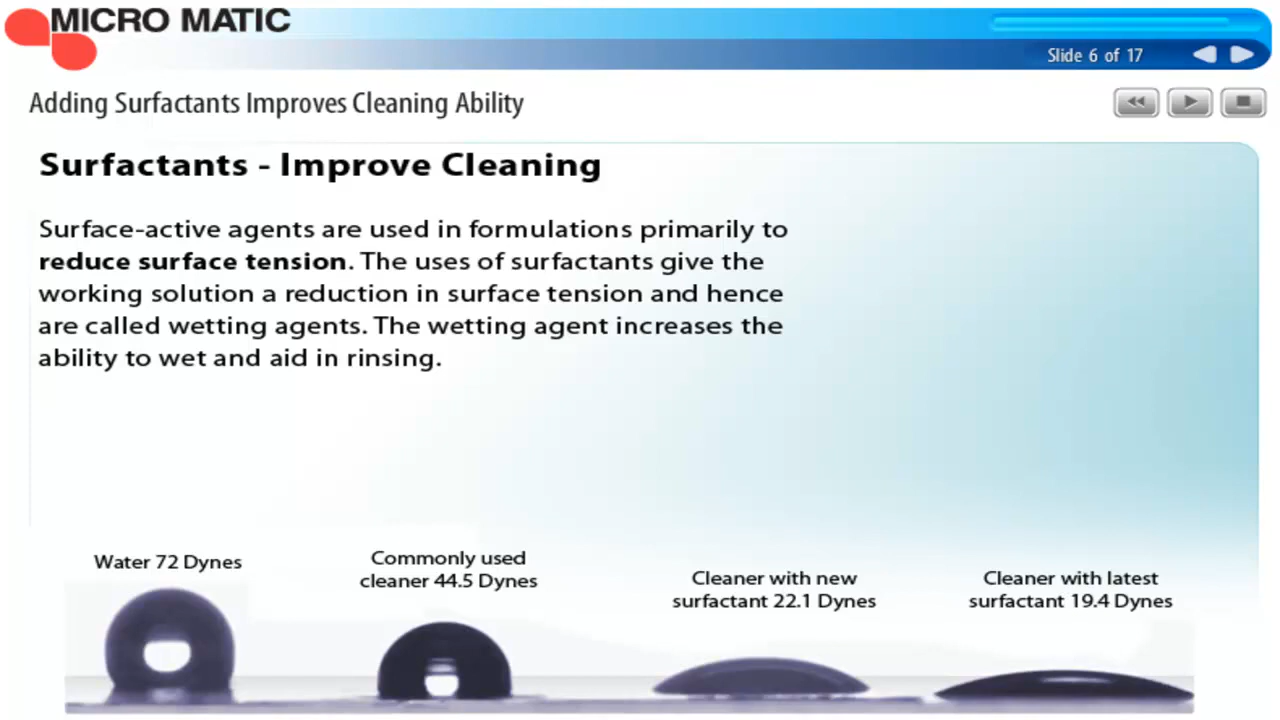 MICRO MATIC
Slide 6 of 17
Adding Surfactants Improves Cleaning Ability
Surfactants - Improve Cleaning
Surface-active agents are used in formulations primarily to
reduce surface tension. The uses of surfactants give the
working solution a reduction in surface tension and hence
are called wetting agents. The wetting agent increases the
ability to wet and aid in rinsing.
Water 72 Dynes
Commonly used
cleaner 44.5 Dynes
Cleaner with new
surfactant 22.1 Dynes
Cleaner with latest
surfactant 19.4 Dynes